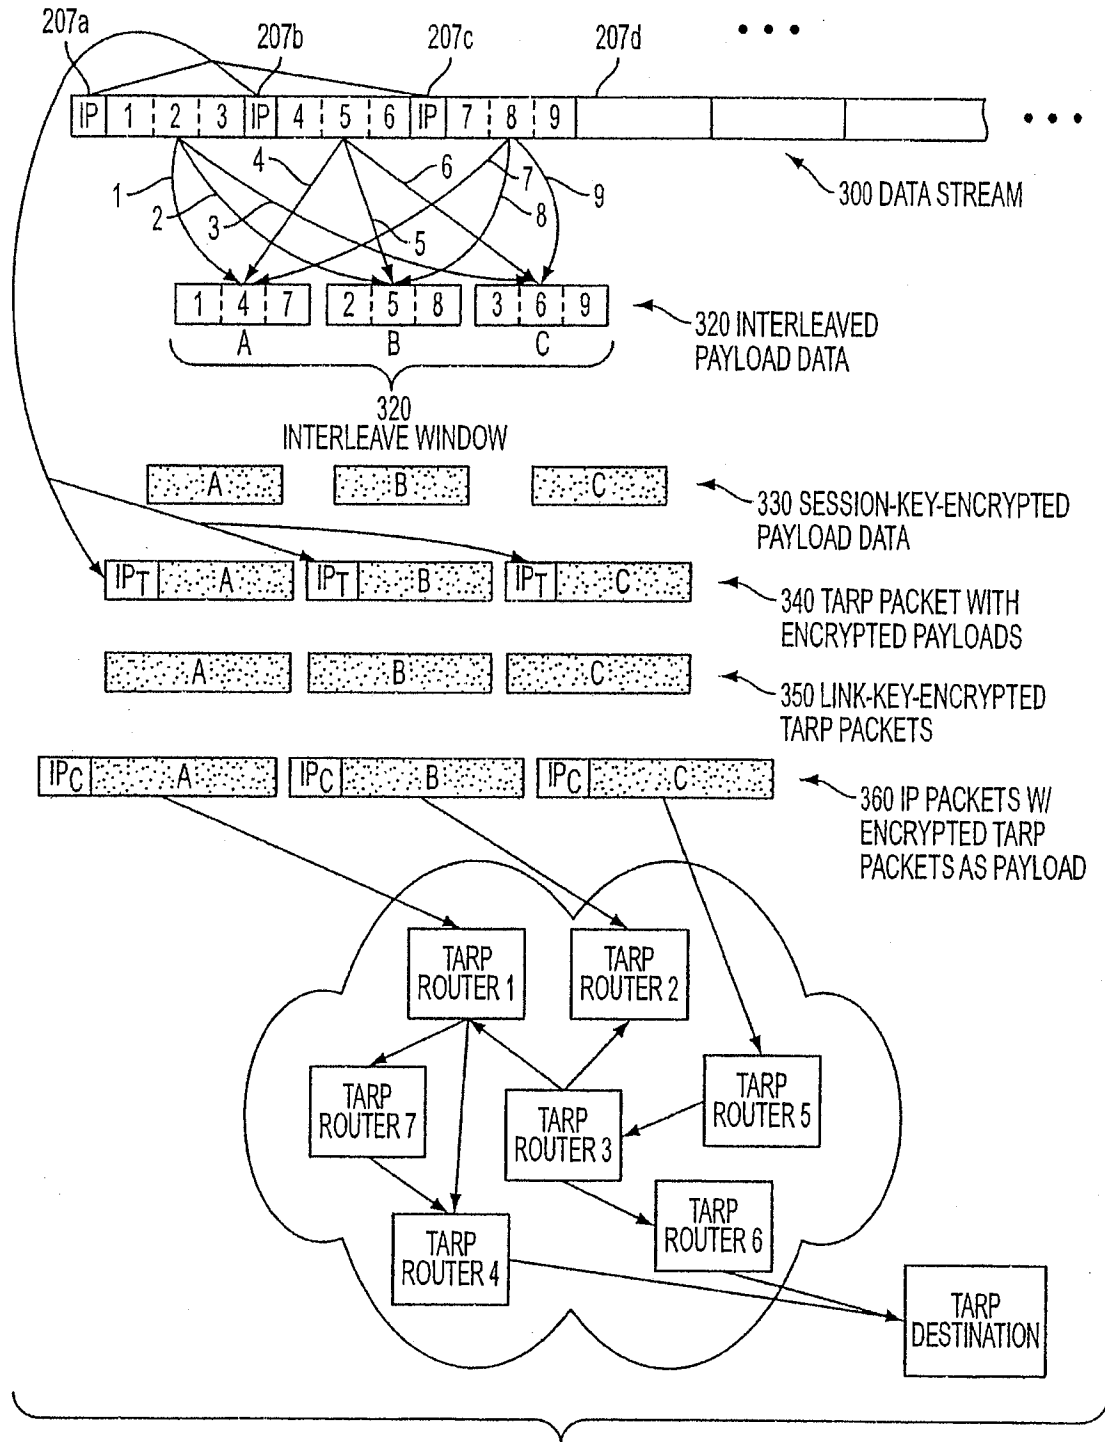 207a
207b
207c
207d
IP 1 2 3 IP 4 5 6 IP 7 8 9
300 DATA STREAM
1
2
3
4
5
6
7
8
9
1 4 7
2 5 8
3 6 9
A
B
C
320 INTERLEAVED
PAYLOAD DATA
320
INTERLEAVE WINDOW
A
B
C
330 SESSION-KEY-ENCRYPTED
PAYLOAD DATA
IPT A
IPT B
IPT C
340 TARP PACKET WITH
ENCRYPTED PAYLOADS
A
B
C
350 LINK-KEY-ENCRYPTED
TARP PACKETS
IPC A
IPC B
IPC C
360 IP PACKETS W/
ENCRYPTED TARP
PACKETS AS PAYLOAD
TARP
ROUTER 1
TARP
ROUTER 2
TARP
ROUTER 7
TARP
ROUTER 3
TARP
ROUTER 5
TARP
ROUTER 4
TARP
ROUTER 6
TARP
DESTINATION